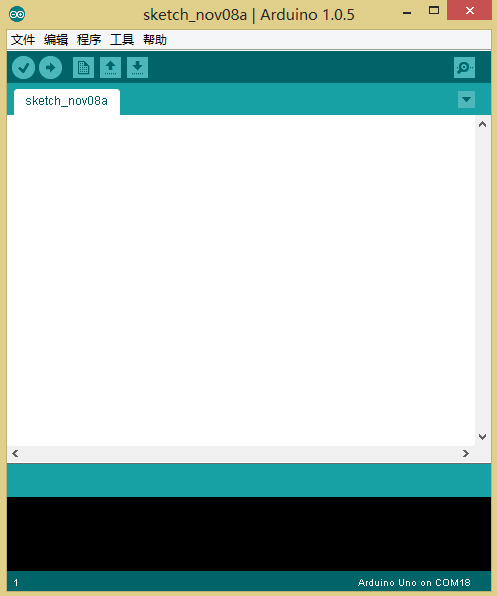 sketch_nov08a | Arduino 1.0.5
文件 编辑 程序 工具 帮助
sketch_nov08a
1 Arduino Uno on COM18